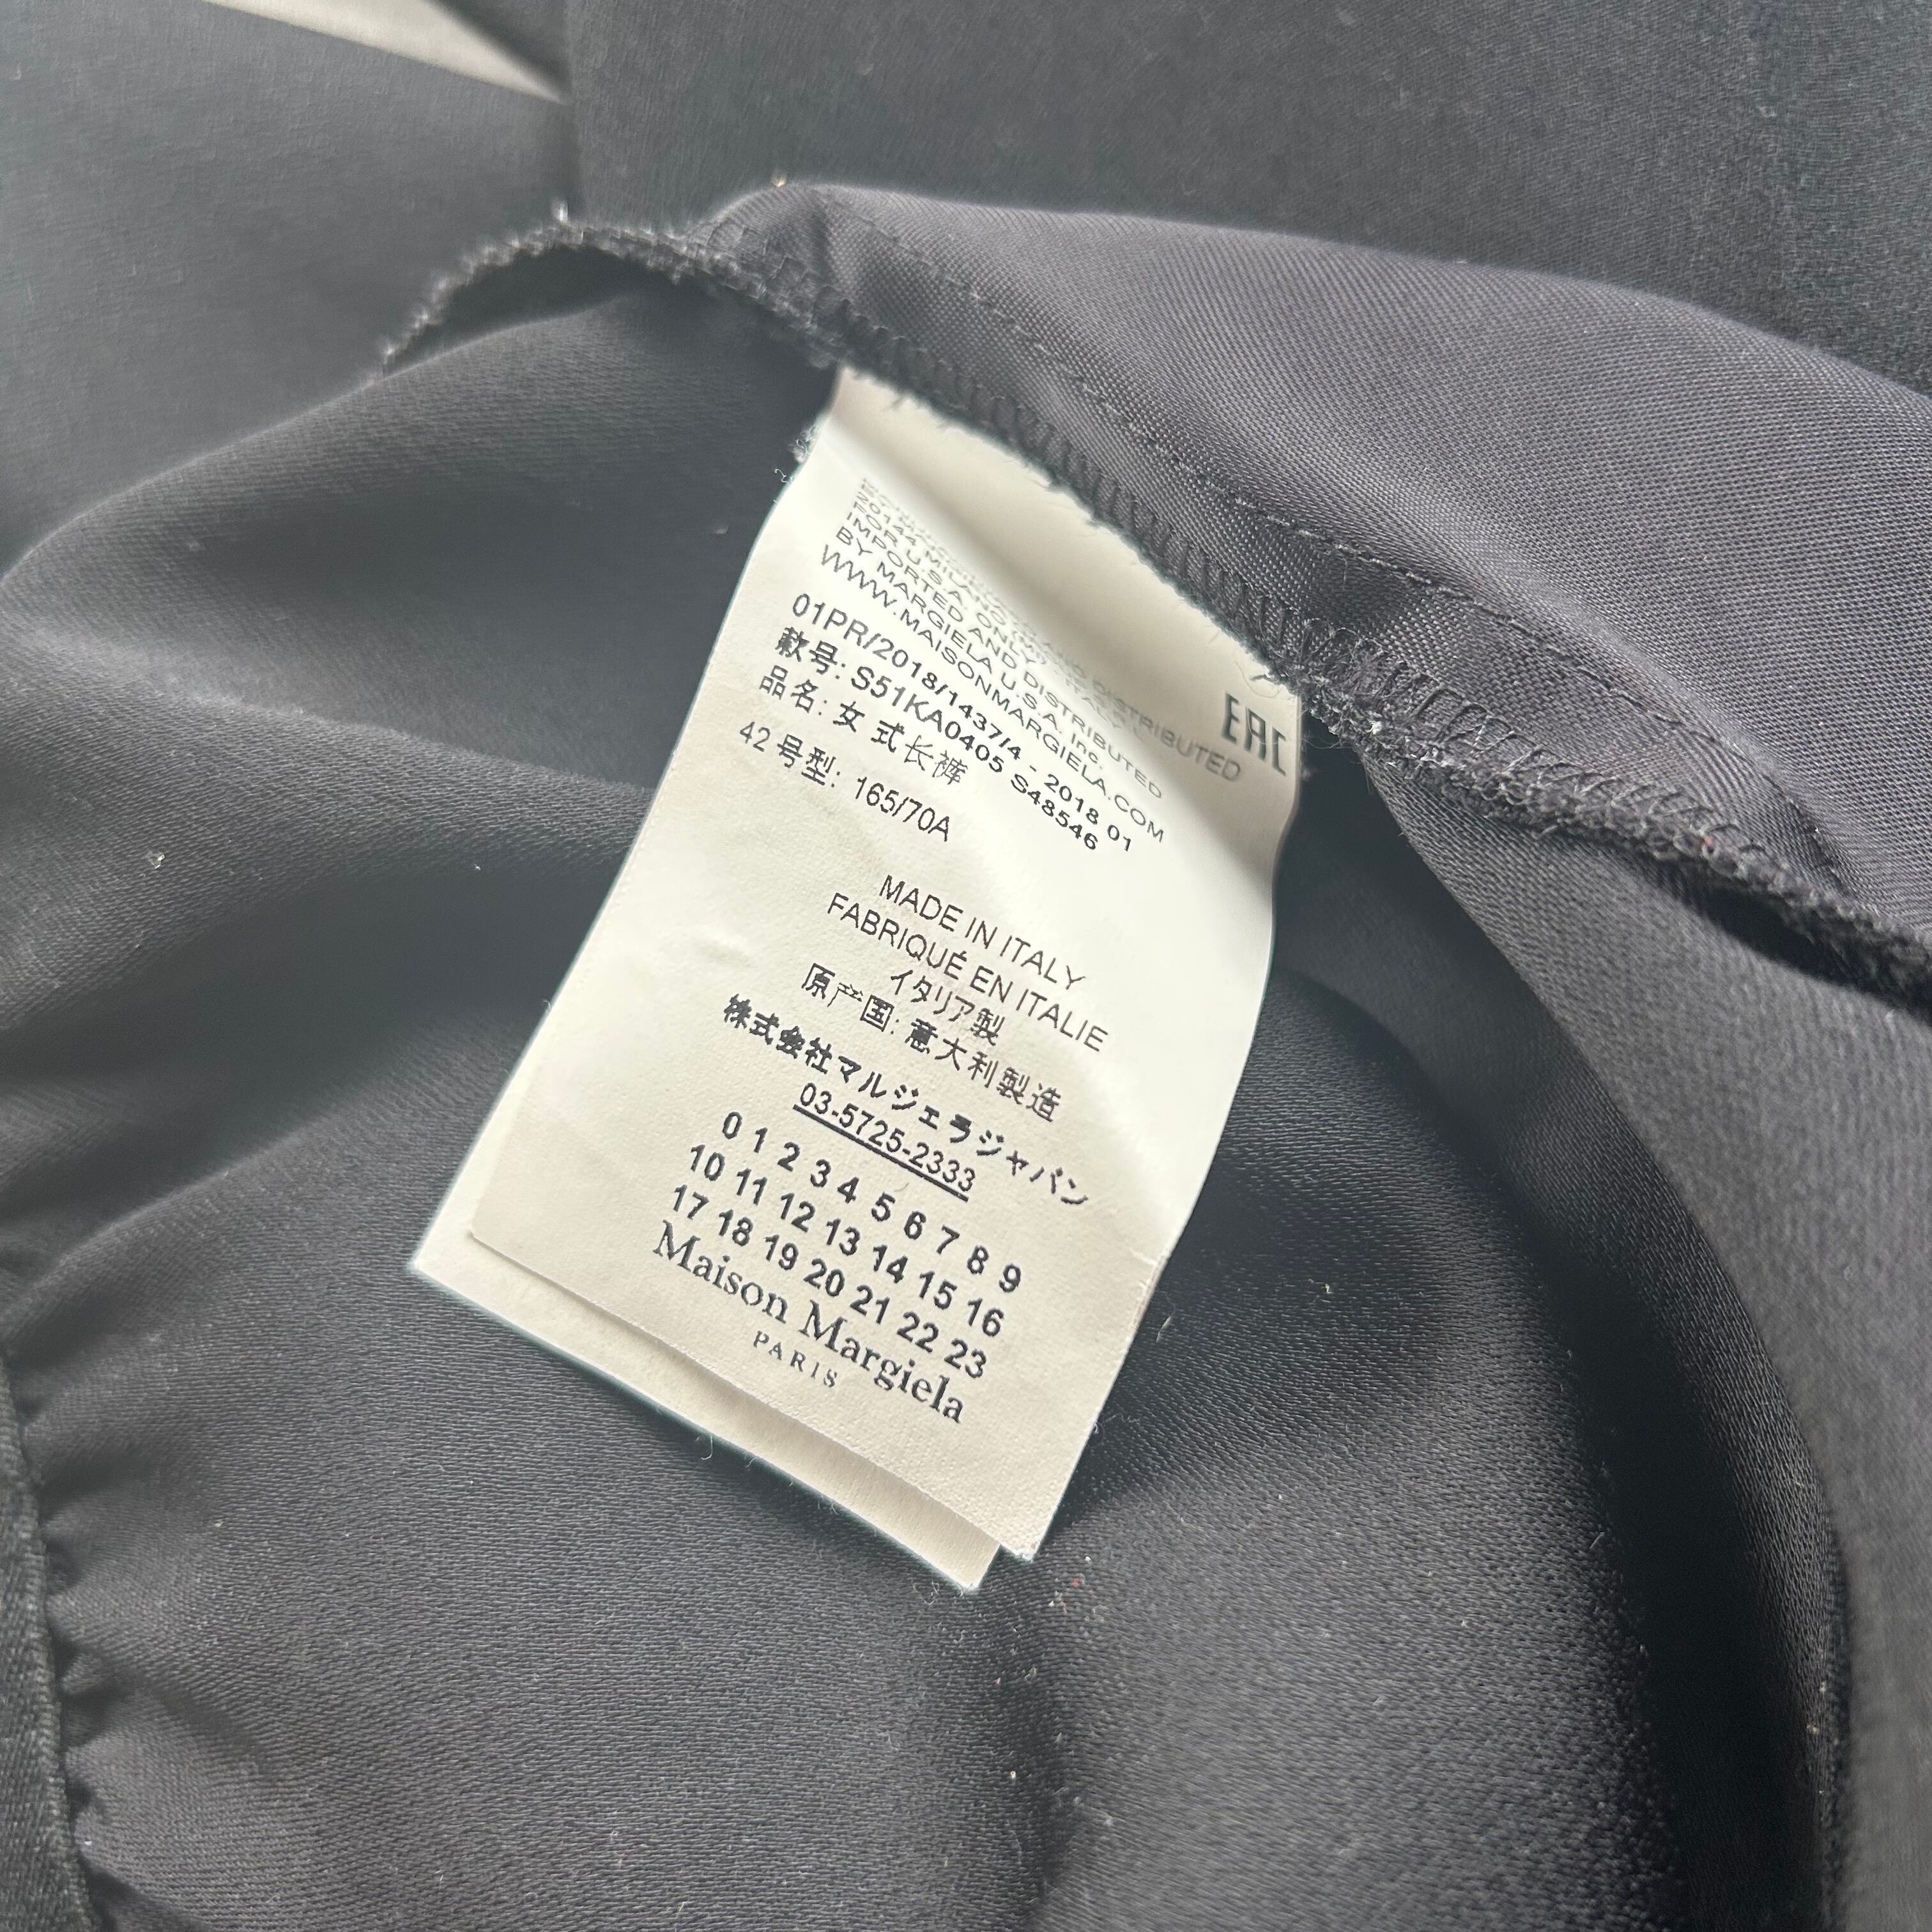 20144 MILANO
IMPORTED AND DISTRIBUTED
BY MARGIELA U.S.A. Inc.
WWW.MAISONMARGIELA.COM
EAC
01PR/2018/1437/4 - 2018 01
款号: S51KA0405 S48546
品名: 女 式长裤
42 号型: 165/70A
MADE IN ITALY
FABRIQUÉ EN ITALIE
イタリア製
原产国: 意大利製造
株式会社マルジェラジャパン
03-5725-2333
0 1 2 3 4 5 6 7 8 9
10 11 12 13 14 15 16
17 18 19 20 21 22 23
Maison Margiela
PARIS